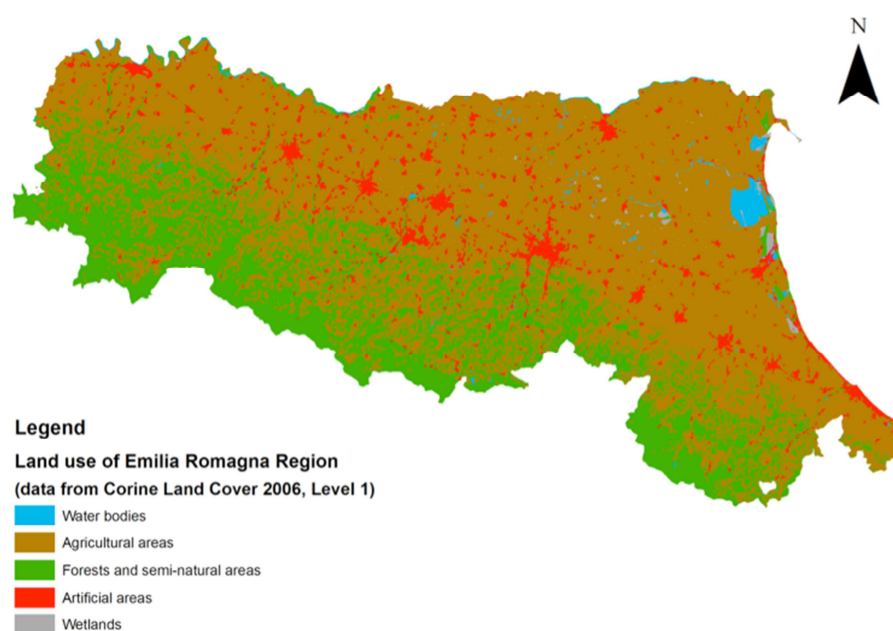 N
Legend
Land use of Emilia Romagna Region
(data from Corine Land Cover 2006, Level 1)
Water bodies
Agricultural areas
Forests and semi-natural areas
Artificial areas
Wetlands